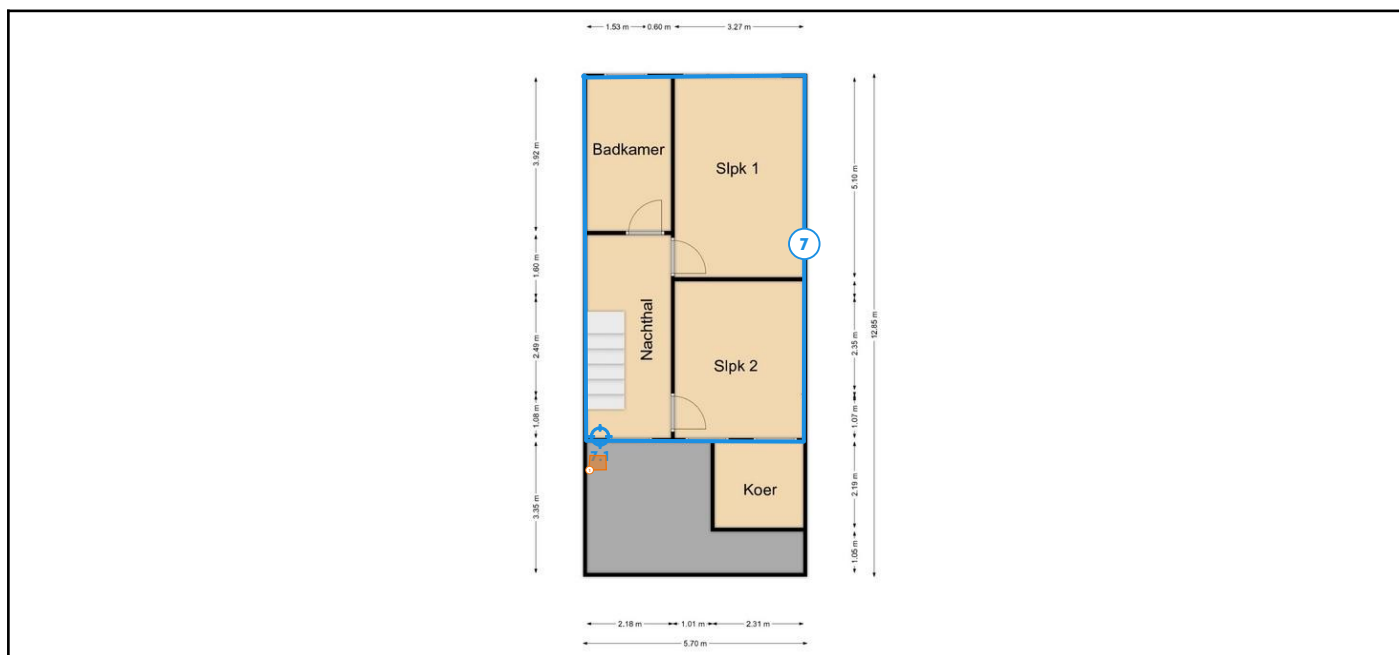 1.53 m 0.60 m 3.27 m
Badkamer
Slpk 1
Nachthal
Slpk 2
Koer
7
3.92 m
1.60 m
2.49 m
1.08 m
3.35 m
5.10 m
2.35 m
1.07 m
2.19 m
1.05 m
12.85 m
2.18 m 1.01 m 2.31 m
5.70 m